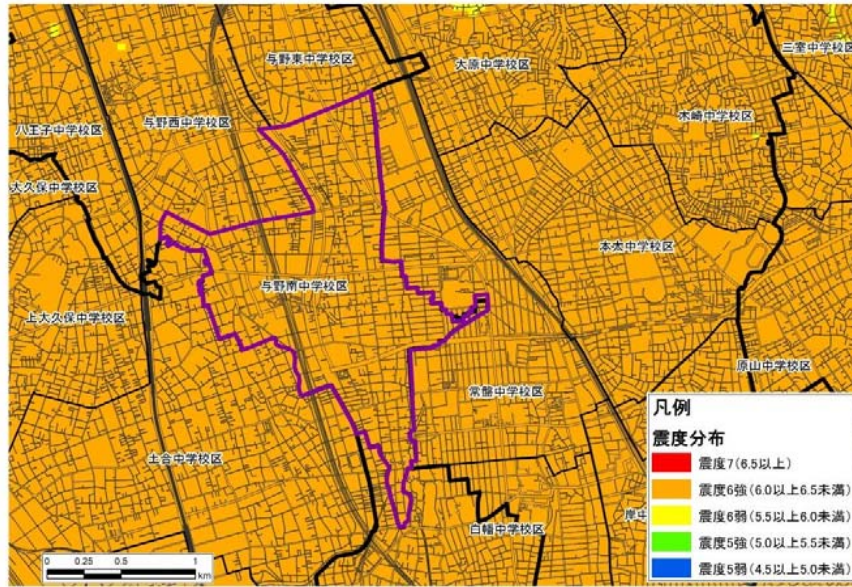 与野東中学校区
大原中学校区
三室中学校区
与野西中学校区
木崎中学校区
八王子中学校区
大久保中学校区
本太中学校区
与野南中学校区
上大久保中学校区
原山中学校区
常盤中学校区
土合中学校区
白幡中学校区
岸中
凡例
震度分布
震度7(6.5以上)
震度6強(6.0以上6.5未満)
震度6弱(5.5以上6.0未満)
震度5強(5.0以上5.5未満)
震度5弱(4.5以上5.0未満)
0 0.25 0.5 1
km